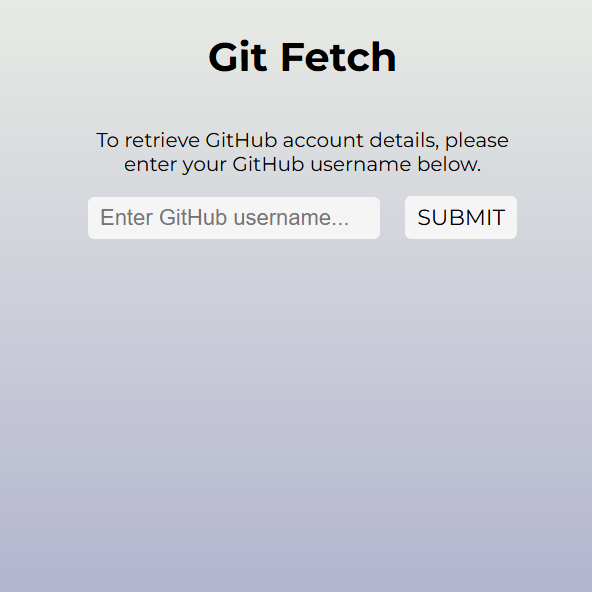 Git Fetch
To retrieve GitHub account details, please
enter your GitHub username below.
Enter GitHub username... SUBMIT